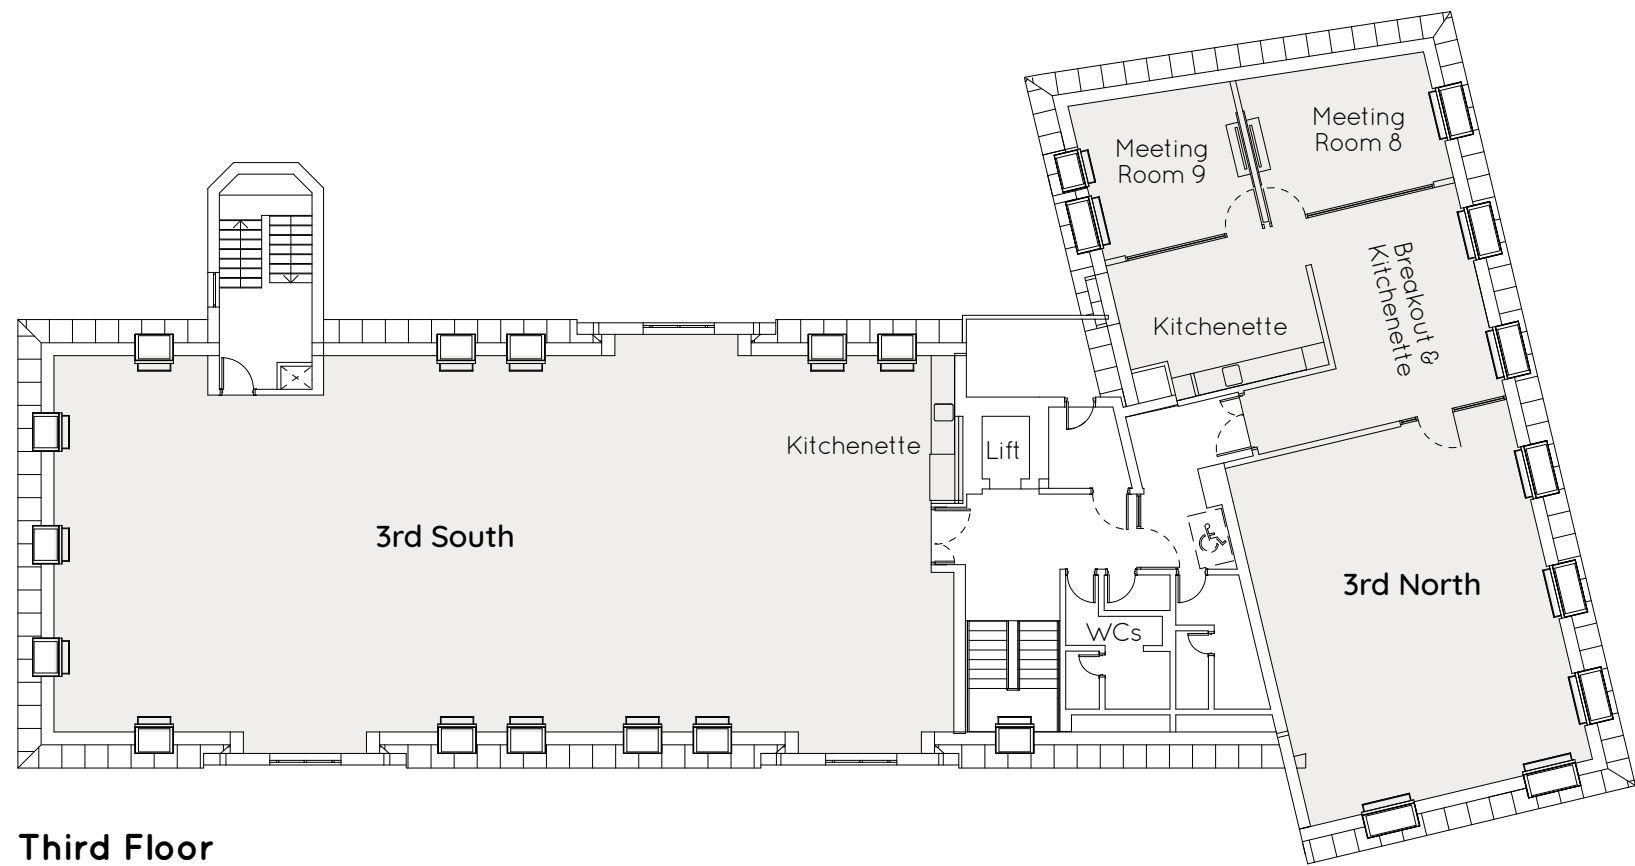 Meeting
Room 8
Meeting
Room 9
Breakout &
Kitchenette
Kitchenette
Kitchenette
Lift
3rd South
3rd North
WCs
Third Floor